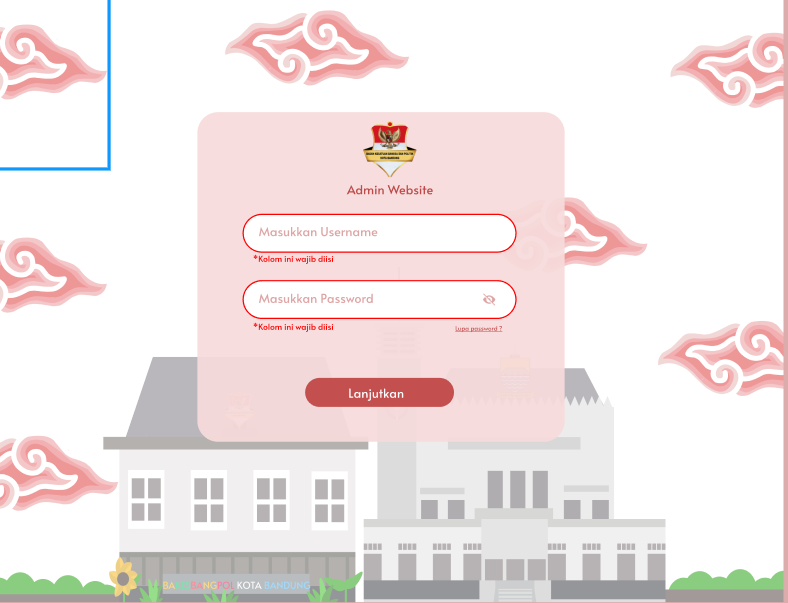 Admin Website
Masukkan Username
*Kolom ini wajib diisi
Masukkan Password
*Kolom ini wajib diisi
Lupa password ?
Lanjutkan
BAKESBANGPOL KOTA BANDUNG